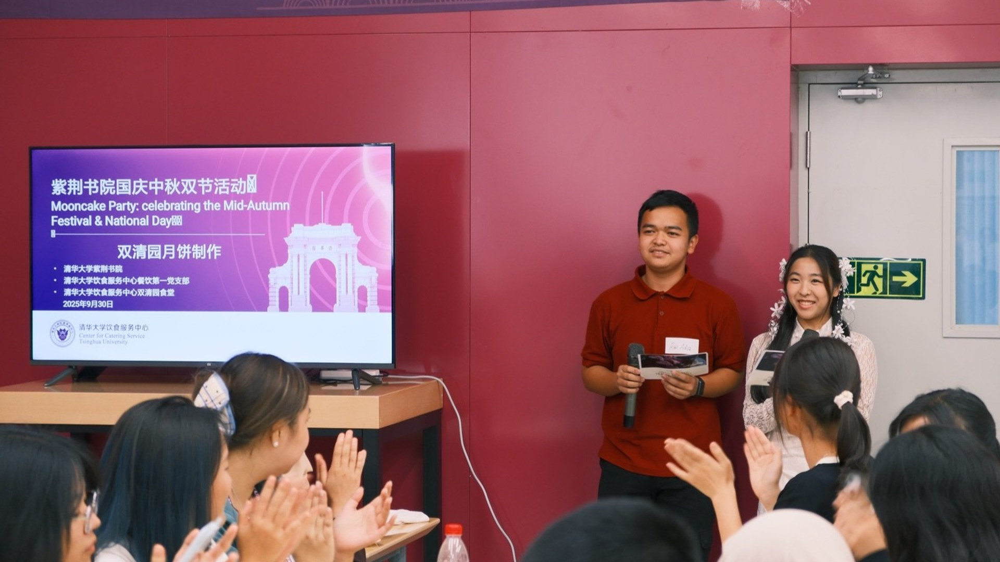 紫荆书院国庆中秋双节活动
Mooncake Party: celebrating the Mid-Autumn
Festival & National Day
双清园月饼制作
• 清华大学紫荆书院
• 清华大学饮食服务中心餐饮第一党支部
• 清华大学饮食服务中心双清园食堂
2025年9月30日
清华大学饮食服务中心
Center for Catering Service
Tsinghua University